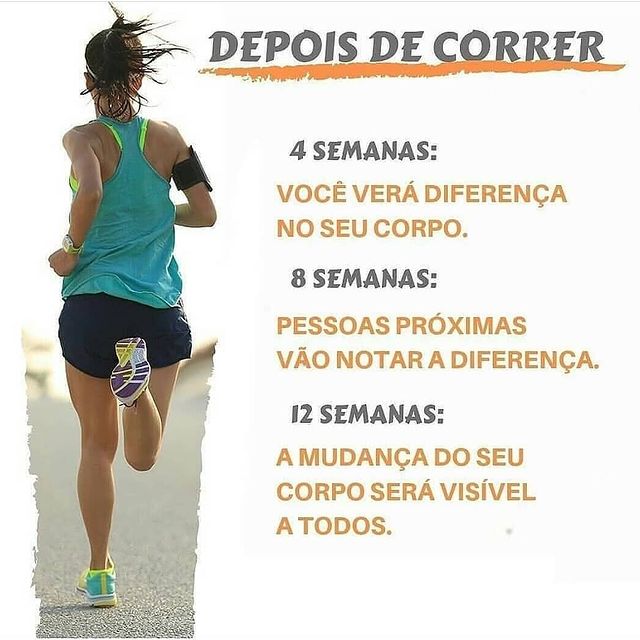 DEPOIS DE CORRER
4 SEMANAS:
VOCÊ VERÁ DIFERENÇA
NO SEU CORPO.
8 SEMANAS:
PESSOAS PRÓXIMAS
VÃO NOTAR A DIFERENÇA.
12 SEMANAS:
A MUDANÇA DO SEU
CORPO SERÁ VISÍVEL
A TODOS.